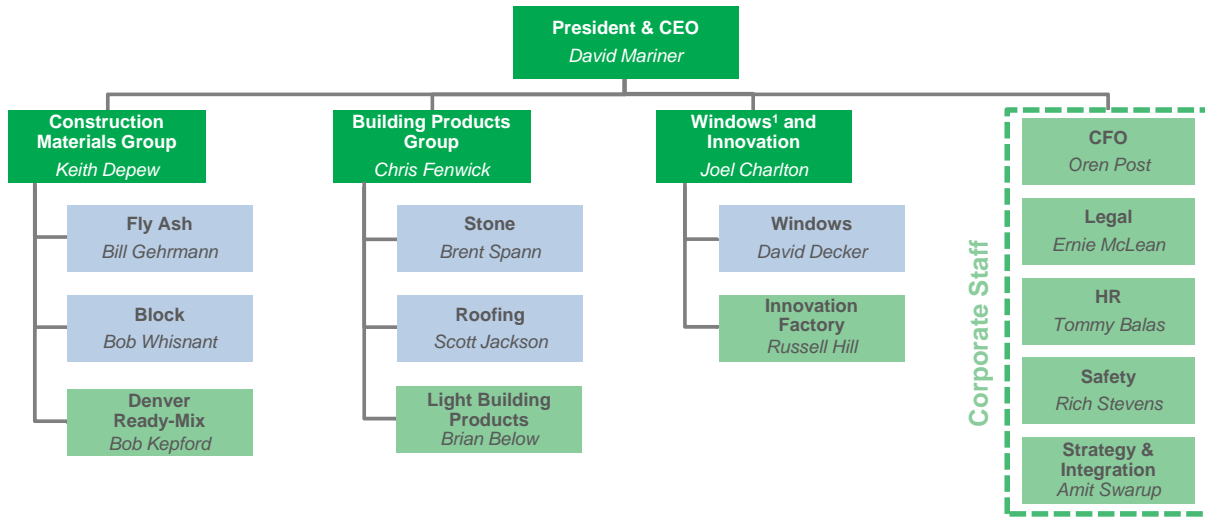 President & CEO
David Mariner
Construction
Materials Group
Keith Depew
Building Products
Group
Chris Fenwick
Windows¹ and
Innovation
Joel Charlton
Fly Ash
Bill Gehrmann
Block
Bob Whisnant
Denver
Ready-Mix
Bob Kepford
Stone
Brent Spann
Roofing
Scott Jackson
Light Building
Products
Brian Below
Windows
David Decker
Innovation
Factory
Russell Hill
Corporate Staff
CFO
Oren Post
Legal
Ernie McLean
HR
Tommy Balas
Safety
Rich Stevens
Strategy &
Integration
Amit Swarup